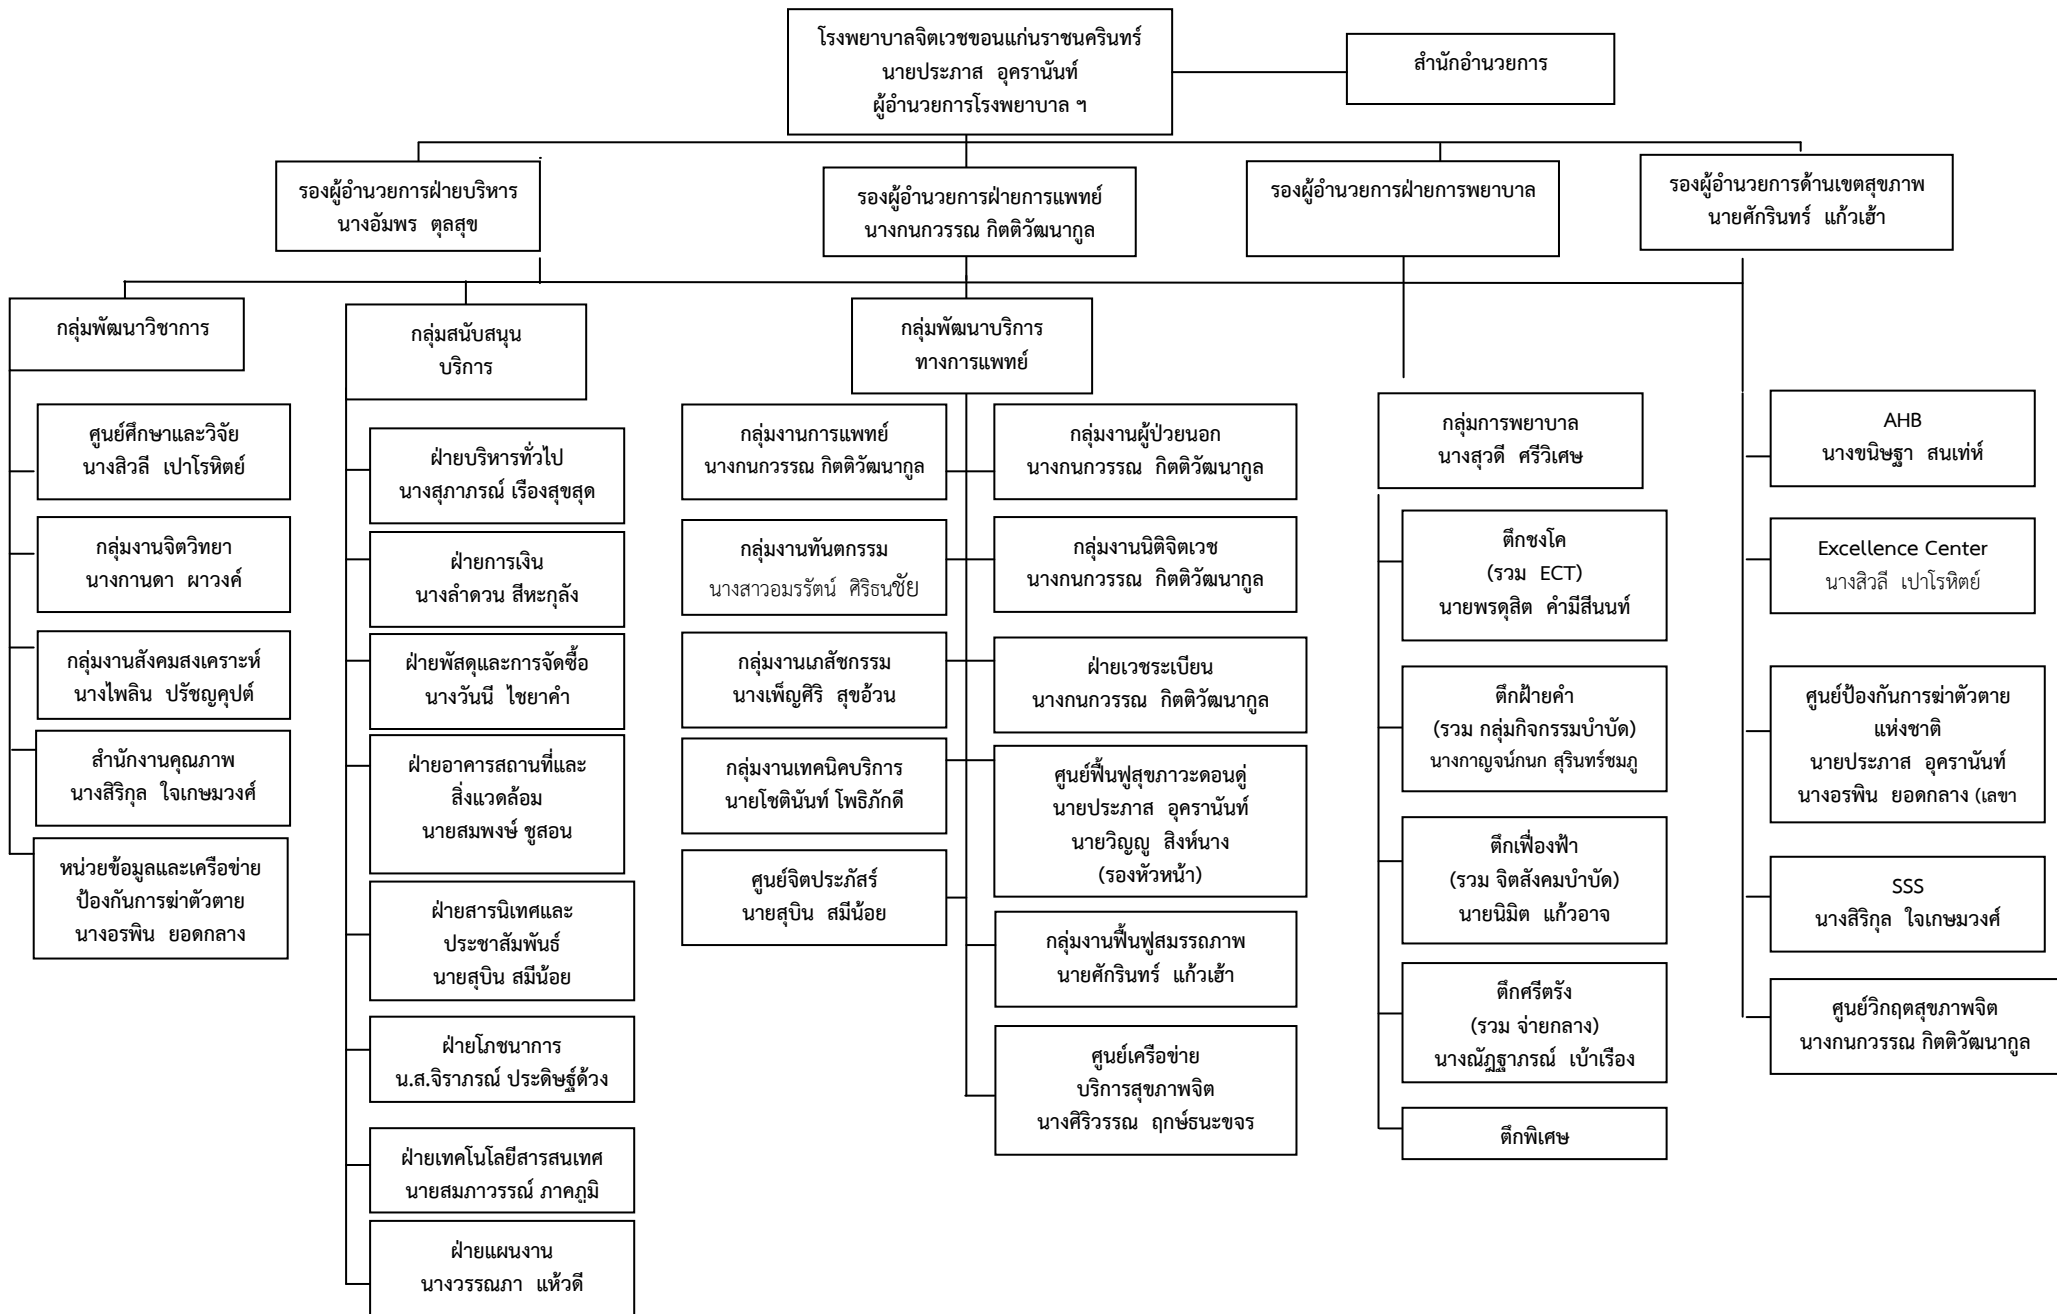 โรงพยาบาลจิตเวชขอนแก่นราชนครินทร์
นายประภาส อุครานันท์
ผู้อำนวยการโรงพยาบาล ฯ
สำนักอำนวยการ
รองผู้อำนวยการฝ่ายบริหาร
นางอัมพร ตุลสุข
รองผู้อำนวยการฝ่ายการแพทย์
นางกนกวรรณ กิตติวัฒนากูล
รองผู้อำนวยการฝ่ายการพยาบาล
รองผู้อำนวยการด้านเขตสุขภาพ
นายศักรินทร์ แก้วเฮ้า
กลุ่มพัฒนาวิชาการ
ศูนย์ศึกษาและวิจัย
นางสิวลี เปาโรหิตย์
กลุ่มงานจิตวิทยา
นางกานดา ผาวงค์
กลุ่มงานสังคมสงเคราะห์
นางไพลิน ปรัชญคุปต์
สำนักงานคุณภาพ
นางสิริกุล ใจเกษมวงศ์
หน่วยข้อมูลและเครือข่าย
ป้องกันการฆ่าตัวตาย
นางอรพิน ยอดกลาง
กลุ่มสนับสนุน
บริการ
ฝ่ายบริหารทั่วไป
นางสุภาภรณ์ เรืองสุขสุด
ฝ่ายการเงิน
นางลำดวน สีหะกุลัง
ฝ่ายพัสดุและการจัดซื้อ
นางวันนี ไชยาคำ
ฝ่ายอาคารสถานที่และ
สิ่งแวดล้อม
นายสมพงษ์ ชูสอน
ฝ่ายสารนิเทศและ
ประชาสัมพันธ์
นายสุบิน สมีน้อย
ฝ่ายโภชนาการ
น.ส.จิราภรณ์ ประดิษฐ์ด้วง
ฝ่ายเทคโนโลยีสารสนเทศ
นายสมภาวรรณ์ ภาคภูมิ
ฝ่ายแผนงาน
นางวรรณภา แห้วดี
กลุ่มพัฒนาบริการ
ทางการแพทย์
กลุ่มงานการแพทย์
นางกนกวรรณ กิตติวัฒนากูล
กลุ่มงานทันตกรรม
นางสาวอมรรัตน์ ศิริธนชัย
กลุ่มงานเภสัชกรรม
นางเพ็ญศิริ สุขอ้วน
กลุ่มงานเทคนิคบริการ
นายโชตินันท์ โพธิภักดี
ศูนย์จิตประภัสร์
นายสุบิน สมีน้อย
กลุ่มงานผู้ป่วยนอก
นางกนกวรรณ กิตติวัฒนากูล
กลุ่มงานนิติจิตเวช
นางกนกวรรณ กิตติวัฒนากูล
ฝ่ายเวชระเบียน
นางกนกวรรณ กิตติวัฒนากูล
ศูนย์ฟื้นฟูสุขภาวะดอนดู่
นายประภาส อุครานันท์
นายวิญญู สิงห์นาง
(รองหัวหน้า)
กลุ่มงานฟื้นฟูสมรรถภาพ
นายศักรินทร์ แก้วเฮ้า
ศูนย์เครือข่าย
บริการสุขภาพจิต
นางศิริวรรณ ฤกษ์ธนะขจร
กลุ่มการพยาบาล
นางสุวดี ศรีวิเศษ
ตึกชงโค
(รวม ECT)
นายพรดุสิต คำมีสีนนท์
ตึกฝ้ายคำ
(รวม กลุ่มกิจกรรมบำบัด)
นางกาญจน์กนก สุรินทร์ชมภู
ตึกเฟื่องฟ้า
(รวม จิตสังคมบำบัด)
นายนิมิต แก้วอาจ
ตึกศรีตรัง
(รวม จ่ายกลาง)
นางณัฏฐาภรณ์ เบ้าเรือง
ตึกพิเศษ
AHB
นางขนิษฐา สนเท่ห์
Excellence Center
นางสิวลี เปาโรหิตย์
ศูนย์ป้องกันการฆ่าตัวตาย
แห่งชาติ
นายประภาส อุครานันท์
นางอรพิน ยอดกลาง (เลขา
SSS
นางสิริกุล ใจเกษมวงศ์
ศูนย์วิกฤตสุขภาพจิต
นางกนกวรรณ กิตติวัฒนากูล